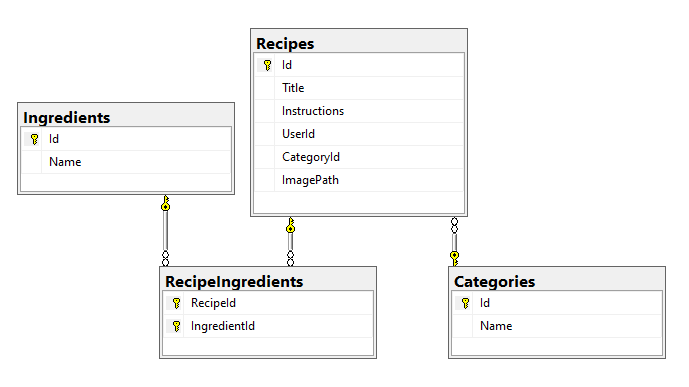 Recipes
Id
Title
Instructions
UserId
CategoryId
ImagePath
Ingredients
Id
Name
RecipeIngredients
RecipeId
IngredientId
Categories
Id
Name